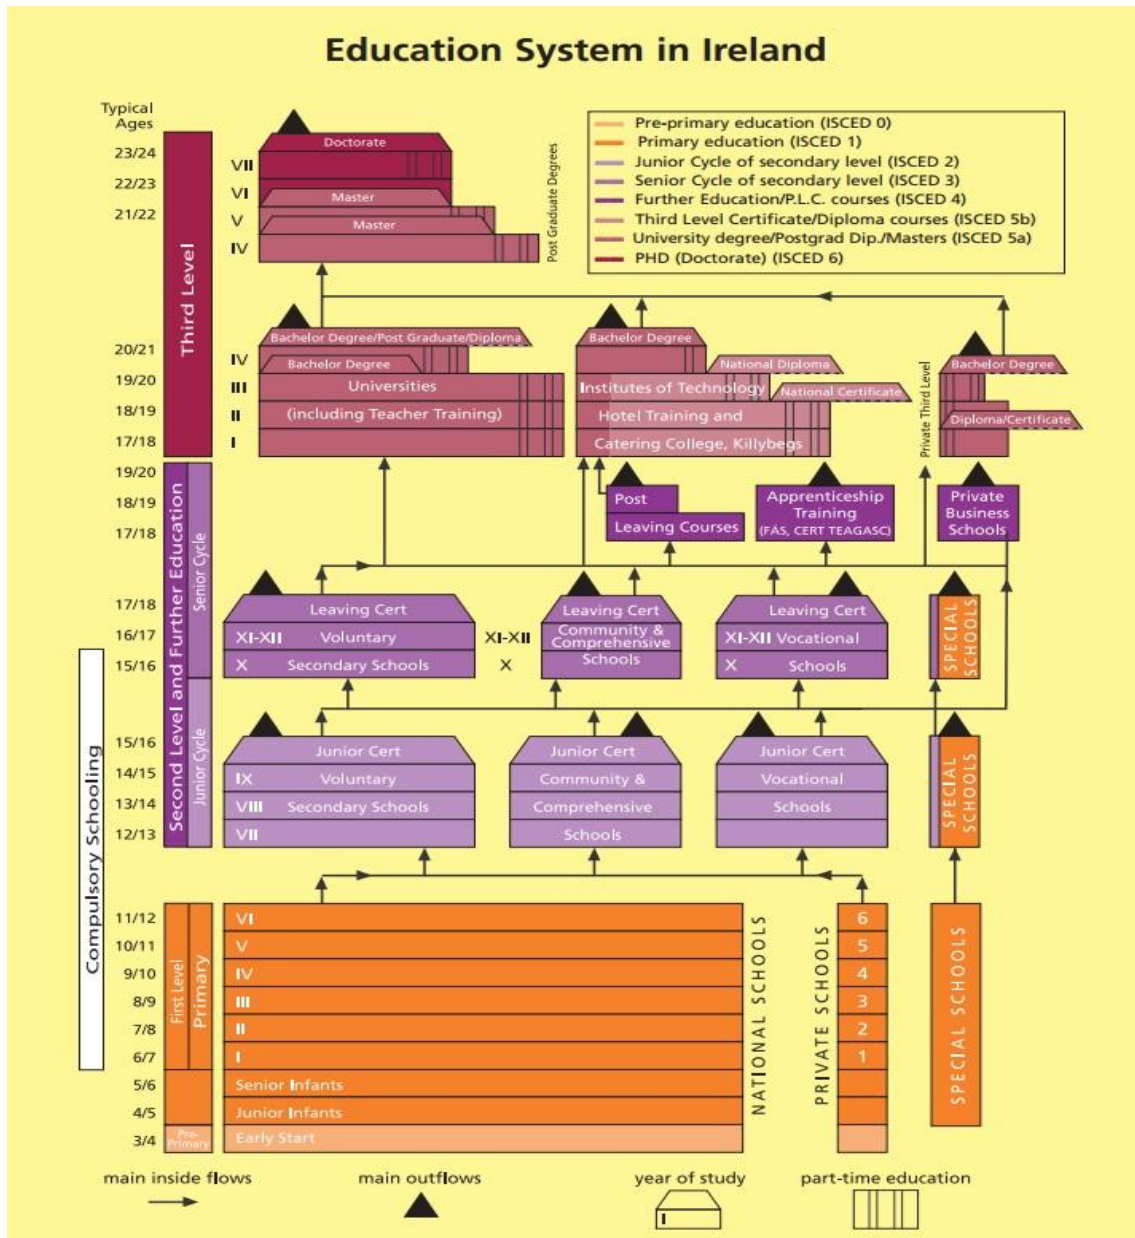 Education System in Ireland
Typical
Ages
Pre-primary education (ISCED 0)
Primary education (ISCED 1)
Junior Cycle of secondary level (ISCED 2)
Senior Cycle of secondary level (ISCED 3)
Further Education/P.L.C. courses (ISCED 4)
Third Level Certificate/Diploma courses (ISCED 5b)
University degree/Postgrad Dip./Masters (ISCED 5a)
PHD (Doctorate) (ISCED 6)
Third Level
23/24
22/23
21/22
Doctorate
VII
VI
Master
V
Master
IV
Post Graduate Degrees
20/21
19/20
18/19
17/18
Bachelor Degree/Post Graduate/Diploma
IV
Bachelor Degree
III
Universities
II
(including Teacher Training)
I
Bachelor Degree
National Diploma
Institutes of Technology
National Certificate
Hotel Training and
Catering College, Killybegs
Private Third Level
Bachelor Degree
Diploma/Certificate
Second Level and Further Education
Senior Cycle
19/20
18/19
17/18
Post
Leaving Courses
Apprenticeship
Training
(FÁS, CERT TEAGASC)
Private
Business
Schools
17/18
16/17
15/16
Leaving Cert
XI-XII Voluntary
X Secondary Schools
Leaving Cert
XI-XII
Community &
Comprehensive
X
Schools
Leaving Cert
XI-XII Vocational
X Schools
SPECIAL
SCHOOLS
Compulsory Schooling
Junior Cycle
15/16
14/15
13/14
12/13
Junior Cert
IX Voluntary
VIII Secondary Schools
VII
Junior Cert
Community &
Comprehensive
Schools
Junior Cert
Vocational
Schools
SPECIAL
SCHOOLS
First Level
Primary
11/12
10/11
9/10
8/9
7/8
6/7
5/6
4/5
3/4
Pre-
Primary
VI
V
IV
III
II
I
Senior Infants
Junior Infants
Early Start
NATIONAL SCHOOLS
PRIVATE SCHOOLS
6
5
4
3
2
1
SPECIAL SCHOOLS
main inside flows
main outflows
year of study
I
part-time education